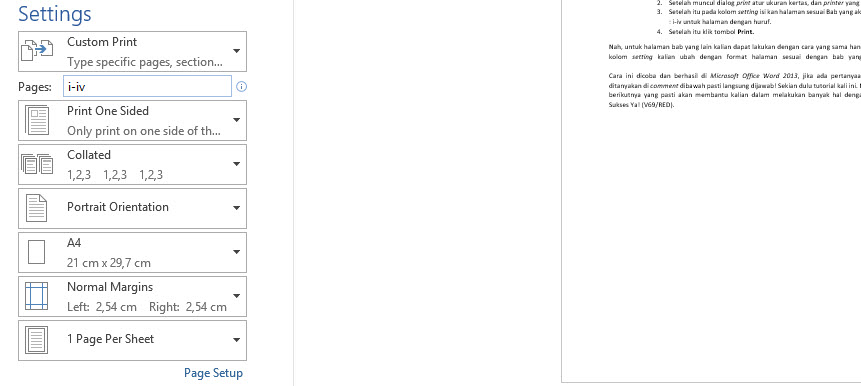 Settings
Custom Print
Type specific pages, section...
Pages: i-iv
Print One Sided
Only print on one side of th...
Collated
1,2,3 1,2,3 1,2,3
Portrait Orientation
A4
21 cm x 29,7 cm
Normal Margins
Left: 2,54 cm Right: 2,54 cm
1 Page Per Sheet
Page Setup
2. Setelah muncul dialog print atur ukuran kertas, dan printer yang
3. Setelah itu pada kolom setting isi kan halaman sesuai Bab yang ak
: i-iv untuk halaman dengan huruf.
4. Setelah itu klik tombol Print.
Nah, untuk halaman bab yang lain kalian dapat lakukan dengan cara yang sama han
kolom setting kalian ubah dengan format halaman sesuai dengan bab yang
Cara ini dicoba dan berhasil di Microsoft Office Word 2013, jika ada pertanyaa
ditanyakan di comment dibawah pasti langsung dijawab! Sekian dulu tutorial kali ini.
berikutnya yang pasti akan membantu kalian dalam melakukan banyak hal denga
Sukses Ya! (V69/RED).